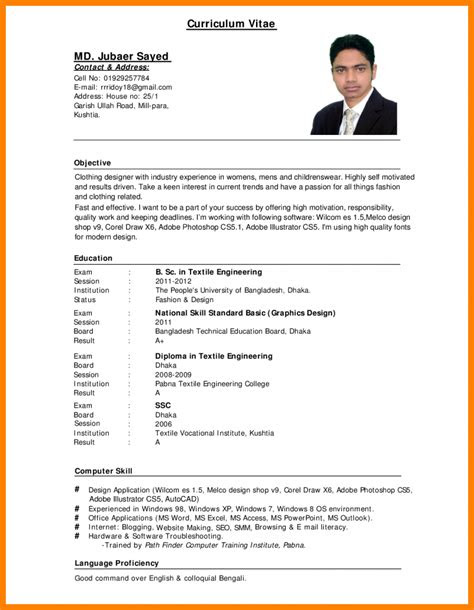 Curriculum Vitae
MD. Jubaer Sayed
Contact & Address:
Cell No: 01929257784
E-mail: rrridoy18@gmail.com
Address: House no: 25/1
Garish Ullah Road, Mill-para,
Kushtia.
Objective
Clothing designer with industry experience in womens, mens and childrenswear. Highly self motivated
and results driven. Take a keen interest in current trends and have a passion for all things fashion
and clothing related.
Fast and good effective. I want to prosper my success by offering high motivation, responsibility,
quality work and keeping deadlines. I'm working with following software: Wilcom es 1.5,Melco design
shop v9, Corel Draw X6, Adobe Photoshop CS5.1, Adobe Illustrator CS5. I'm using high quality fonts
for modern design.
Education
Exam : B. Sc. in Textile Engineering
Session : 2011-2012
Institution : The People's University of Bangladesh, Dhaka.
Status : Fashion & Design
Exam : National Skill Standard Basic (Graphics Design)
Session : 2011
Board : Bangladesh Technical Education Board, Dhaka
Result : A+
Exam : Diploma in Textile Engineering
Board : Dhaka
Session : 2008-2009
Institution : Pabna Textile Engineering College
Result : A
Exam : SSC
Board : Dhaka
Session : 2006
Institution : Textile Vocational Institute, Kushtia
Result : A
Computer Skill
# Design Application (Wilcom es 1.5, Melco design shop v9, Corel Draw X6, Adobe Photoshop CS5
Adobe Illustrator CS5, AutoCAD)
# Experienced in Windows 98, Windows XP, Windows 7, Windows 8, Windows 8.1
# Office Applications (MS Word, MS Excel, MS Access, MS PowerPoint, MS Outlook).
# Internet: Blogging, Website Making, SEO, SMM, Browsing, Downloading, Uploading, E-mail, etc.
# Hardware & Software Troubleshooting.
-Trained by Path Finder Computer Training Institute, Pabna.
Language Proficiency
Good command over English & colloquial Bengali.